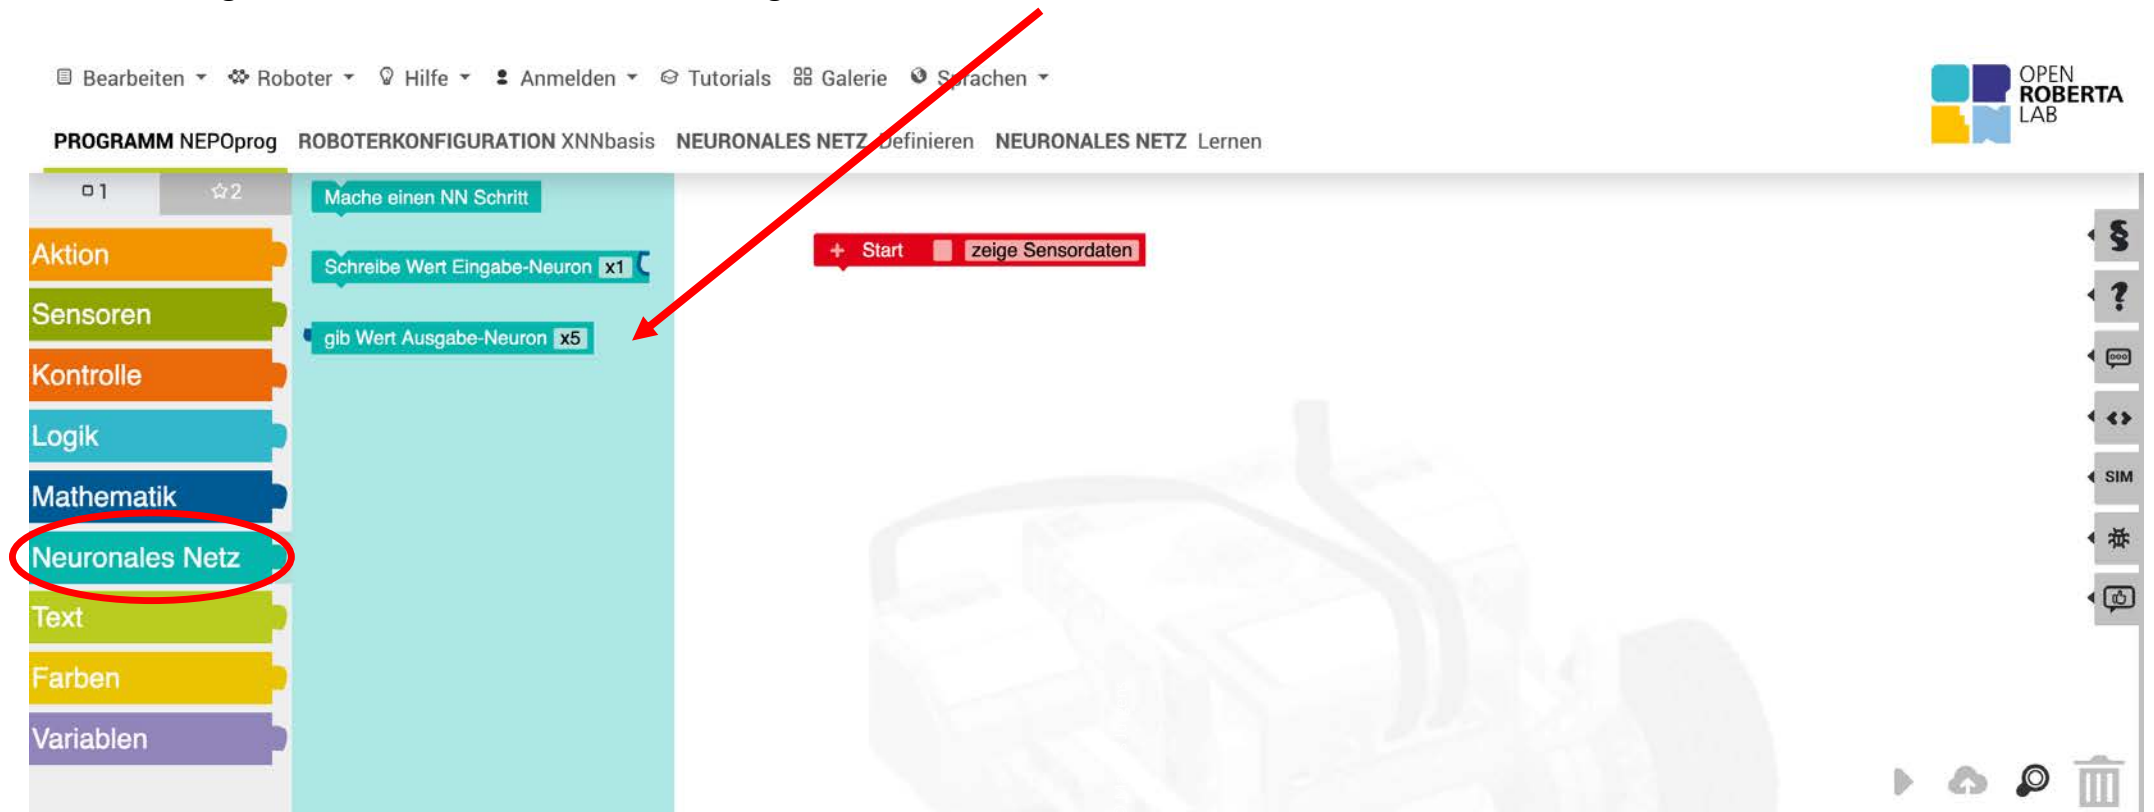 Bearbeiten Roboter Hilfe Anmelden Tutorials Galerie Sprachen
OPEN
ROBERTA
LAB
PROGRAMM NEPOprog ROBOTERKONFIGURATION XNNbasis NEURONALES NETZ Definieren NEURONALES NETZ Lernen
1 2
Mache einen NN Schritt
Schreibe Wert Eingabe-Neuron x1
gib Wert Ausgabe-Neuron x5
+ Start zeige Sensordaten
Aktion
Sensoren
Kontrolle
Logik
Mathematik
Neuronales Netz
Text
Farben
Variablen
§
?
SIM